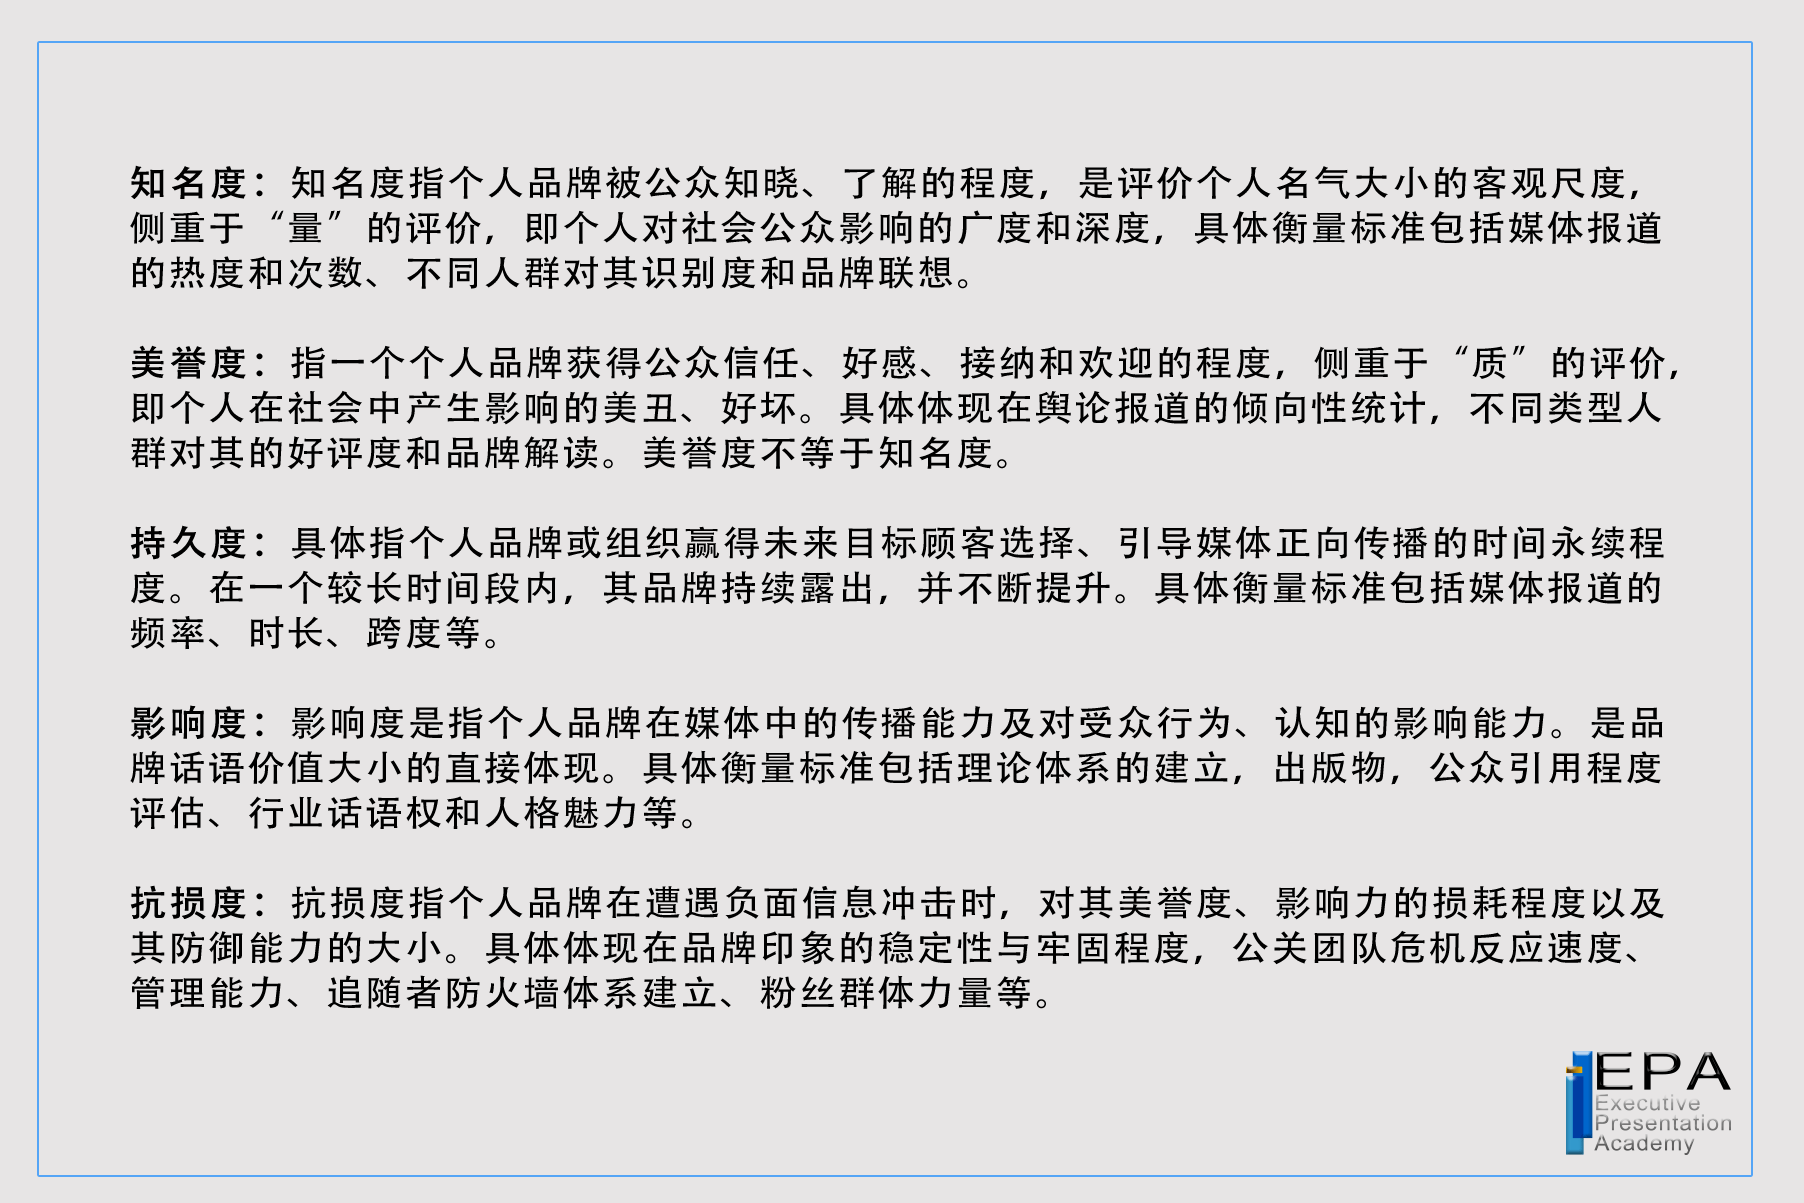 知名度：知名度指个人品牌被公众知晓、了解的程度，是评价个人名气大小的客观尺度，
侧重于“量”的评价，即个人对社会公众影响的广度和深度，具体衡量标准包括媒体报道
的热度和次数、不同人群对其识别度和品牌联想。
美誉度：指一个个人品牌获得公众信任、好感、接纳和欢迎的程度，侧重于“质”的评价，
即个人在社会中产生影响的美丑、好坏。具体体现在舆论报道的倾向性统计，不同类型人
群对其的好评度和品牌解读。美誉度不等于知名度。
持久度：具体指个人品牌或组织赢得未来目标顾客选择、引导媒体正向传播的时间永续程
度。在一个较长时间段内，其品牌持续露出，并不断提升。具体衡量标准包括媒体报道的
频率、时长、跨度等。
影响度：影响度是指个人品牌在媒体中的传播能力及对受众行为、认知的影响能力。是品
牌话语价值大小的直接体现。具体衡量标准包括理论体系的建立，出版物，公众引用程度
评估、行业话语权和人格魅力等。
抗损度：抗损度指个人品牌在遭遇负面信息冲击时，对其美誉度、影响力的损耗程度以及
其防御能力的大小。具体体现在品牌印象的稳定性与牢固程度，公关团队危机反应速度、
管理能力、追随者防火墙体系建立、粉丝群体力量等。
EPA
Executive
Presentation
Academy